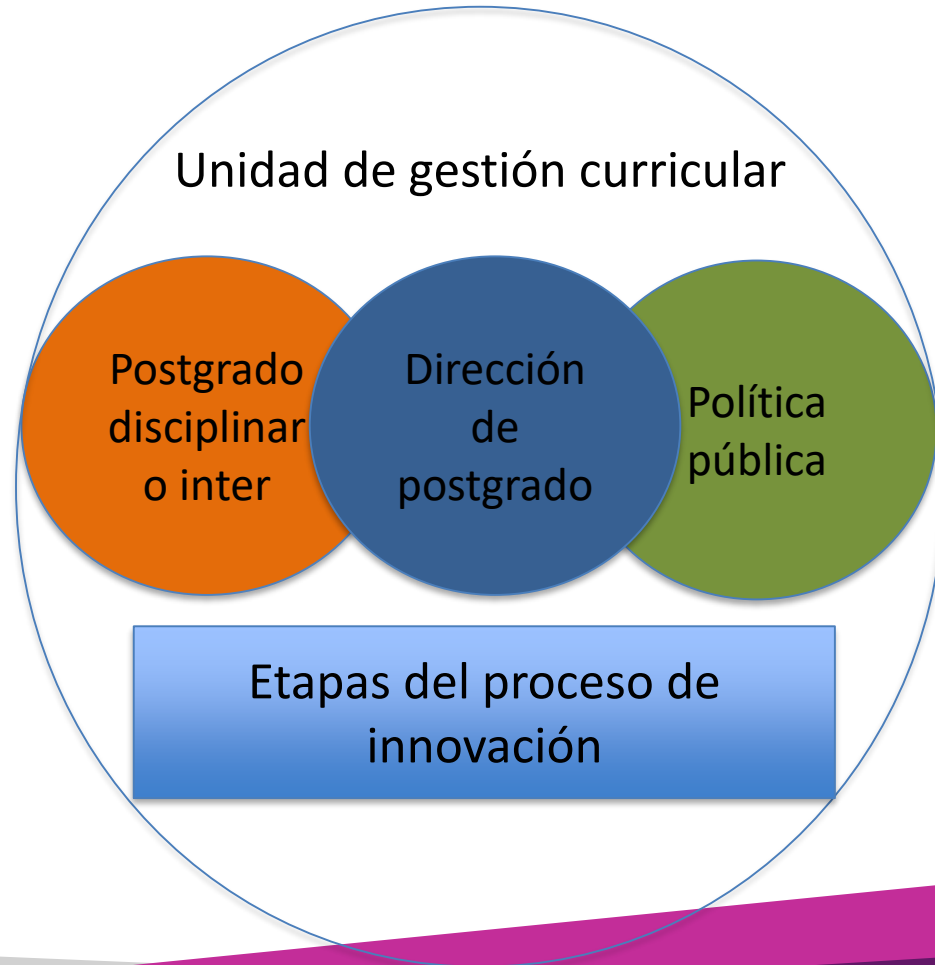 Unidad de gestión curricular
Postgrado
disciplinar
o inter
Dirección
de
postgrado
Política
pública
Etapas del proceso de
innovación